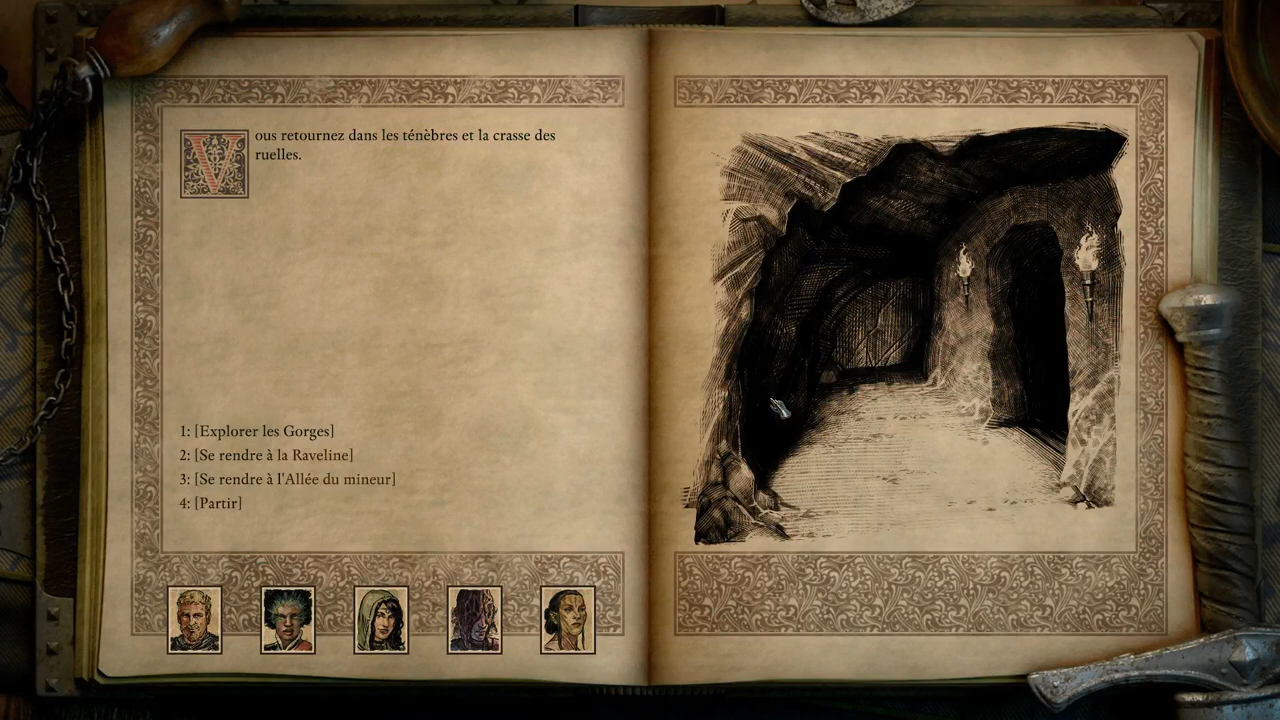 Vous retournez dans les ténèbres et la crasse des
ruelles.
1: [Explorer les Gorges]
2: [Se rendre à la Raveline]
3: [Se rendre à l'Allée du mineur]
4: [Partir]